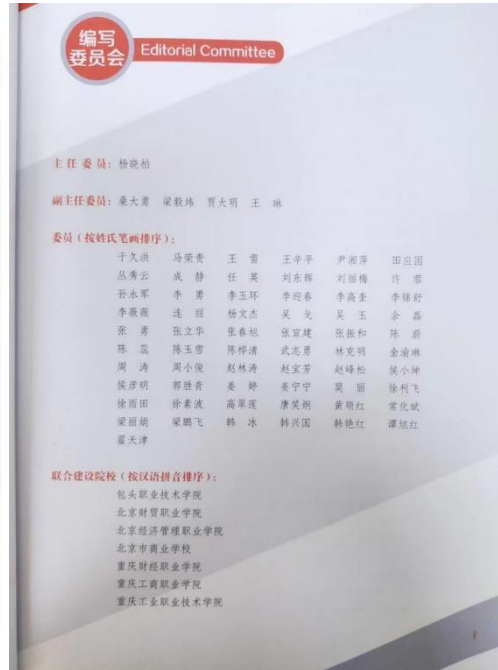 编写
委员会
Editorial Committee
主任委员：杨晓柏
副主任委员：桑大勇 梁毅炜 贾大明 王 琳
委员（按姓氏笔画排序）：
于久洪 马荣贵 王 雷 王辛平 尹湘萍 田应国
丛秀云 成 静 任 英 刘东辉 刘丽梅 许 蓉
孙永军 李 勇 李玉环 李迎春 李高奎 李锦舒
李薇薇 连 丽 杨文杰 吴 戈 吴 玉 余 磊
张 勇 张立华 张春旭 张宣建 张振和 陈 蔚
陈 蕊 陈玉雪 陈桦清 武志勇 林克明 金渝琳
周 涛 周小俊 赵林涛 赵宝芳 赵峰松 侯小坤
侯彦明 郭胜青 姜 婷 姜宁宁 莫 丽 徐利飞
徐雨田 徐素波 高翠莲 唐笑炯 黄顺红 常化斌
梁丽娟 梁鹏飞 韩 冰 韩兴国 韩艳红 谭旭红
翟天津
联合建设院校（按汉语拼音排序）：
包头职业技术学院
北京财贸职业学院
北京经济管理职业学院
北京市商业学校
重庆财经职业学院
重庆工商职业学院
重庆工业职业技术学院